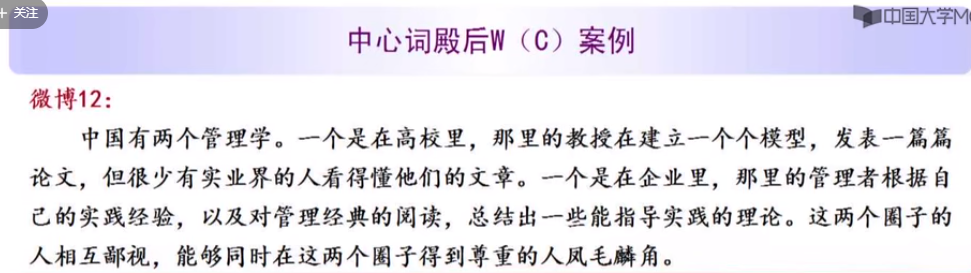 + 关注
中国大学M
中心词殿后W（C）案例
微博12：
中国有两个管理学。一个是在高校里，那里的教授在建立一个个模型，发表一篇篇
论文，但很少有实业界的人看得懂他们的文章。一个是在企业里，那里的管理者根据自
己的实践经验，以及对管理经典的阅读，总结出一些能指导实践的理论。这两个圈子的
人相互鄙视，能够同时在这两个圈子得到尊重的人凤毛麟角。